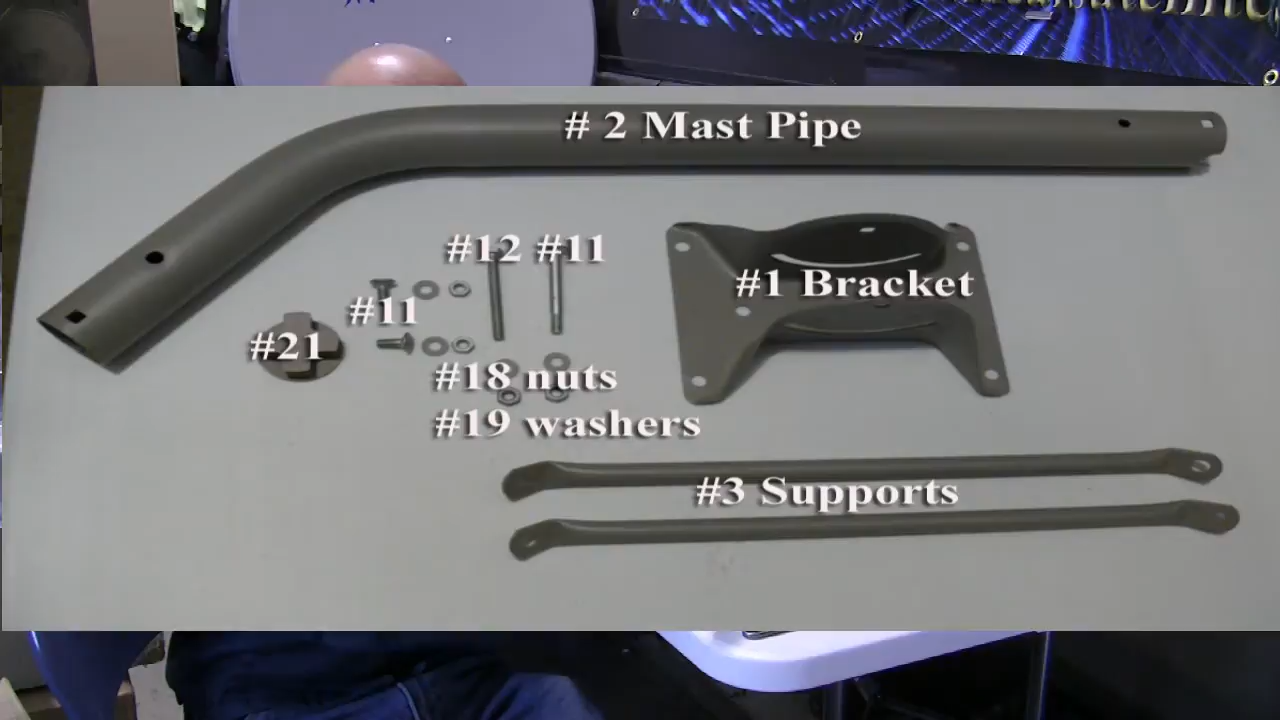 # 2 Mast Pipe
#12 #11
#1 Bracket
#11
#21
#18 nuts
#19 washers
#3 Supports